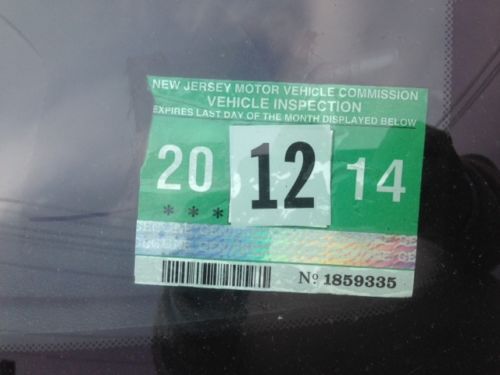 NEW JERSEY MOTOR VEHICLE COMMISSION
VEHICLE INSPECTION
EXPIRES LAST DAY OF THE MONTH DISPLAYED BELOW
20 12 14
***
No 1859335